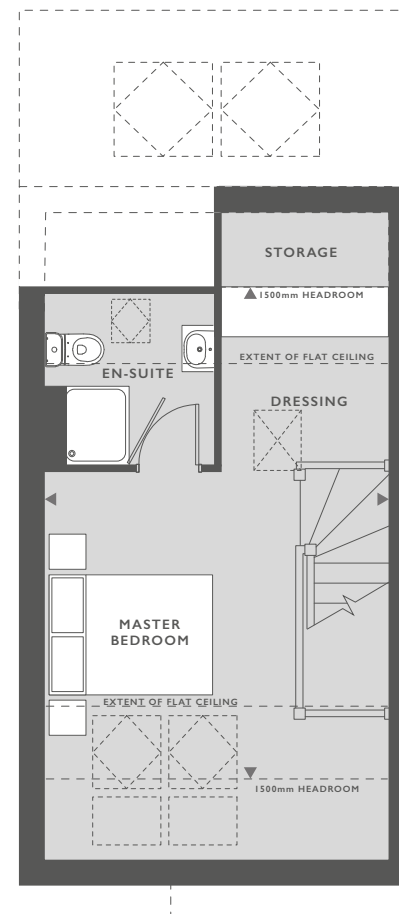 STORAGE
1500mm HEADROOM
EXTENT OF FLAT CEILING
EN-SUITE
DRESSING
MASTER
BEDROOM
EXTENT OF FLAT CEILING
1500mm HEADROOM